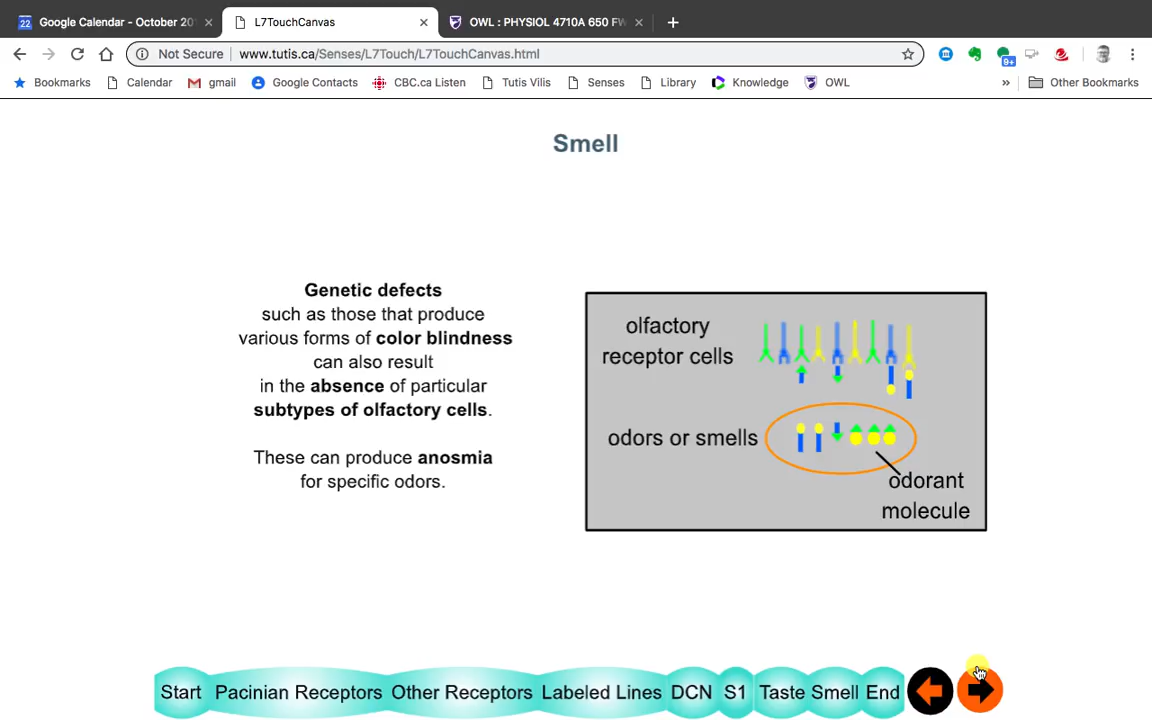 22 Google Calendar - October 20
L7TouchCanvas
OWL : PHYSIOL 4710A 650 FW
Not Secure
www.tutis.ca/Senses/L7Touch/L7TouchCanvas.html
9+
Bookmarks
Calendar
gmail
Google Contacts
CBC.ca Listen
Tutis Vilis
Senses
Library
Knowledge
OWL
»
Other Bookmarks
Smell
Genetic defects
such as those that produce
various forms of color blindness
can also result
in the absence of particular
subtypes of olfactory cells.
These can produce anosmia
for specific odors.
olfactory
receptor cells
odors or smells
odorant
molecule
Start
Pacinian Receptors
Other Receptors
Labeled Lines
DCN
S1
Taste
Smell
End